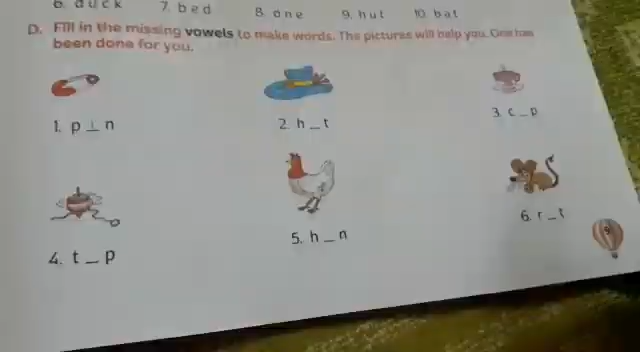 6. duck 7. bed 8. one 9. hut 10. bat
D. Fill in the missing vowels to make words. The pictures will help you. One has
been done for you.
1. p i n 2. h _ t 3. c _ p
4. t _ p 5. h _ n 6. r _ t
9